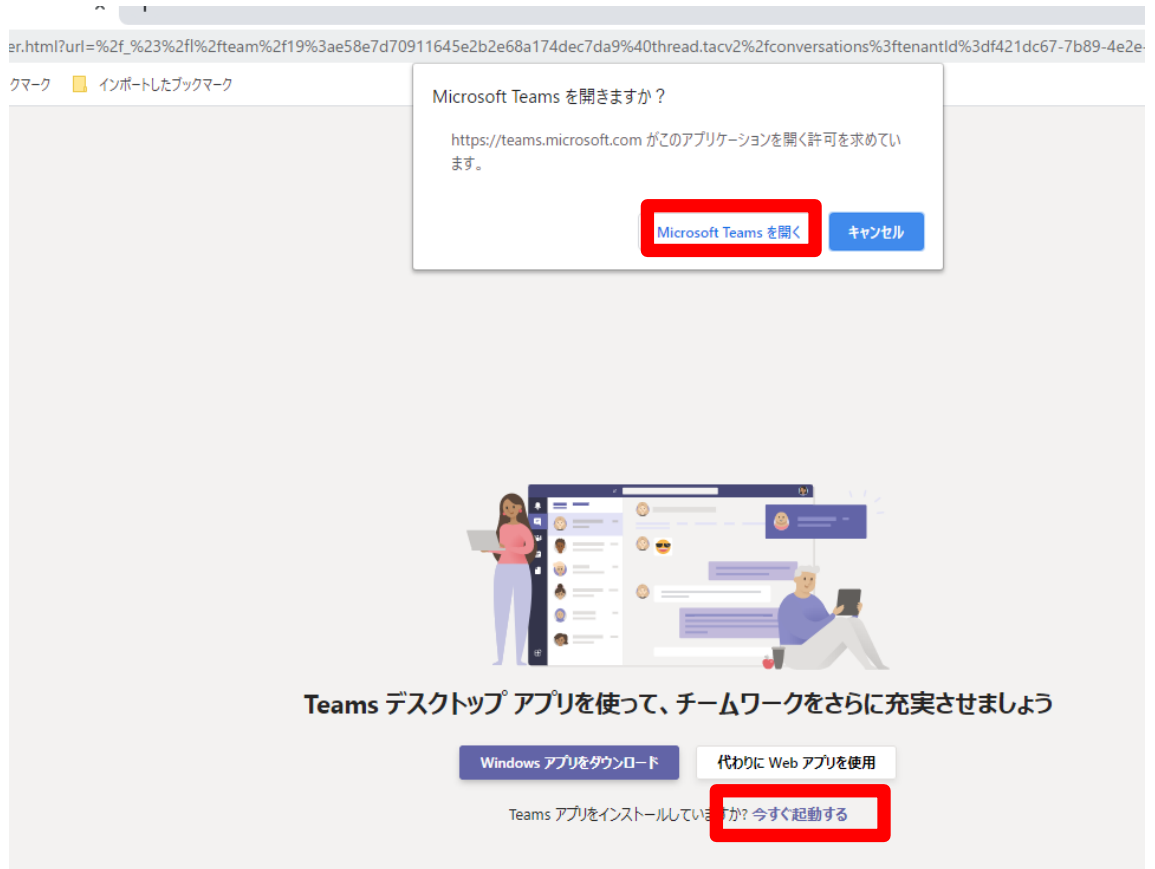 er.html?url=%2f_%23%2fl%2fteam%2f19%3ae58e7d70911645e2b2e68a174dec7da9%40thread.tacv2%2fconversations%3ftenantId%3df421dc67-7b89-4e2e-
クマーク インポートしたブックマーク
Microsoft Teams を開きますか?
https://teams.microsoft.com がこのアプリケーションを開く許可を求めてい
ます。
Microsoft Teams を開く キャンセル
Teams デスクトップ アプリを使って、チームワークをさらに充実させましょう
Windows アプリをダウンロード 代わりに Web アプリを使用
Teams アプリをインストールしていますか? 今すぐ起動する